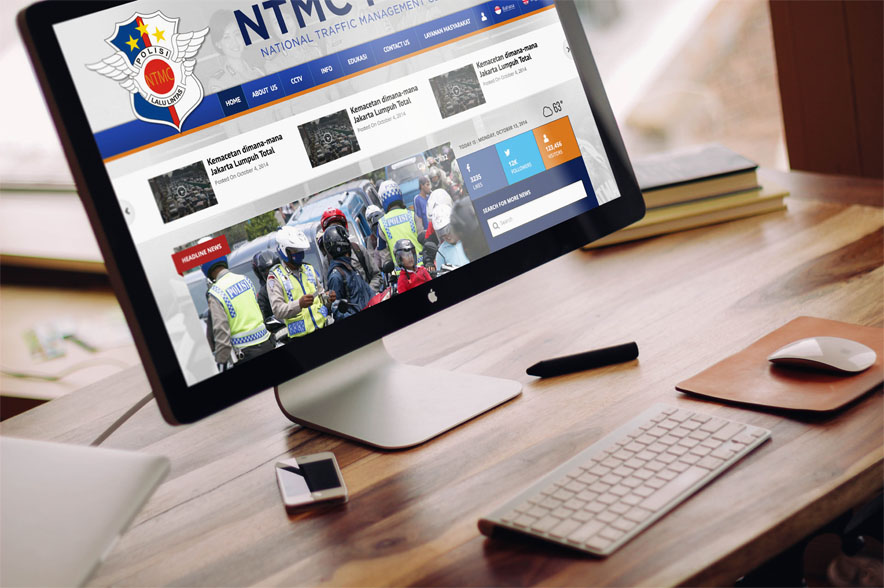 NTMC
NATIONAL TRAFFIC MANAGEMENT
POLISI
NTMC
LALU LINTAS
HOME
ABOUT US
CCTV
INFO
EDUKASI
CONTACT US
LAYANAN MASYARAKAT
Kemacetan dimana-mana
Jakarta Lumpuh Total
Posted On October 4, 2014
Kemacetan dimana-mana
Jakarta Lumpuh Total
Posted On October 4, 2014
Kemacetan dimana-mana
Jakarta Lumpuh Total
Posted On October 4, 2014
63°
TODAY IS : MONDAY, OCTOBER 13, 2014
3235
LIKES
12K
FOLLOWERS
123,456
VISITORS
SEARCH FOR MORE NEWS
Search
HEADLINE NEWS
POLISI
POLISI